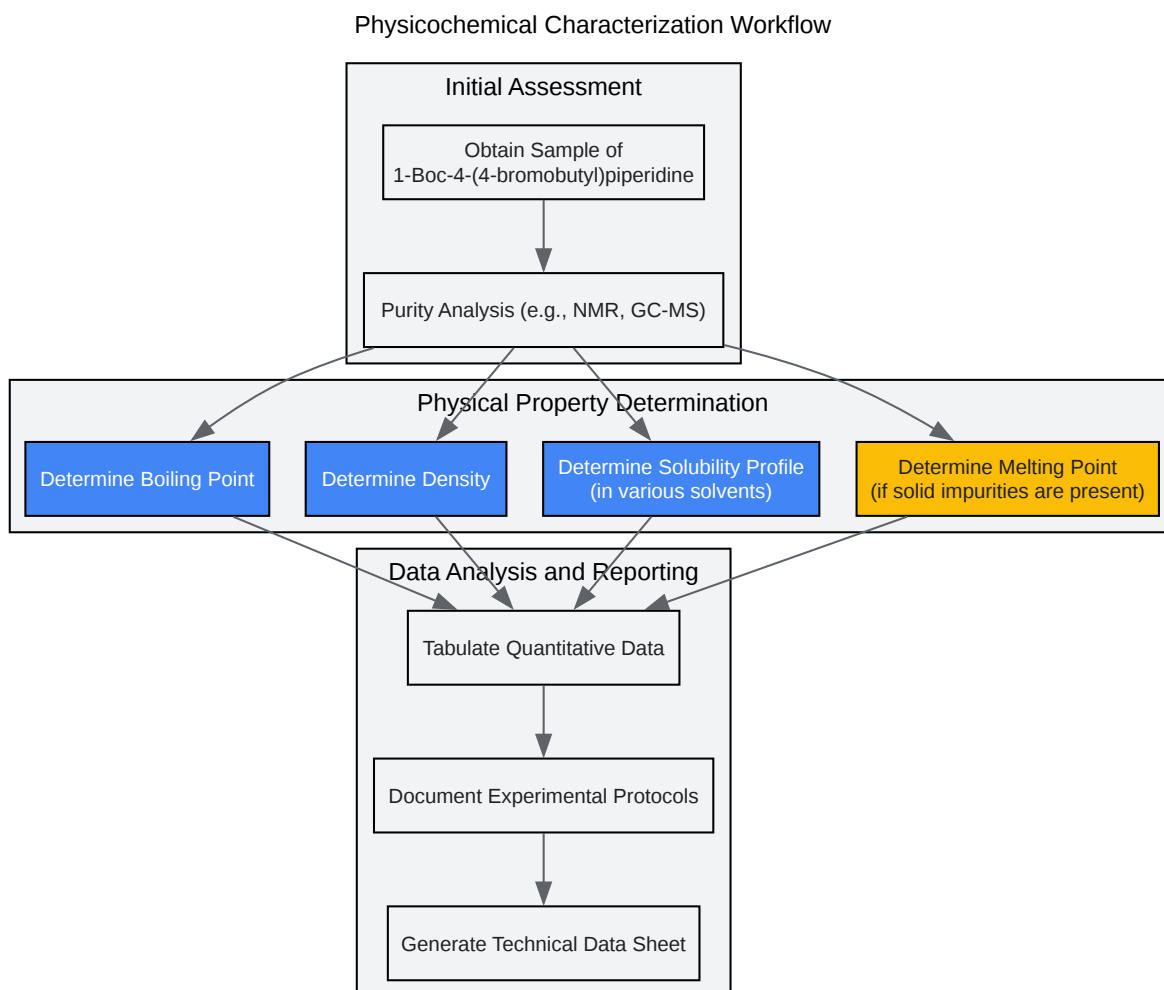 Physicochemical Characterization Workflow
Initial Assessment
Obtain Sample of
1-Boc-4-(4-bromobutyl)piperidine
Purity Analysis (e.g., NMR, GC-MS)
Physical Property Determination
Determine Boiling Point
Determine Density
Determine Solubility Profile
(in various solvents)
Determine Melting Point
(if solid impurities are present)
Data Analysis and Reporting
Tabulate Quantitative Data
Document Experimental Protocols
Generate Technical Data Sheet